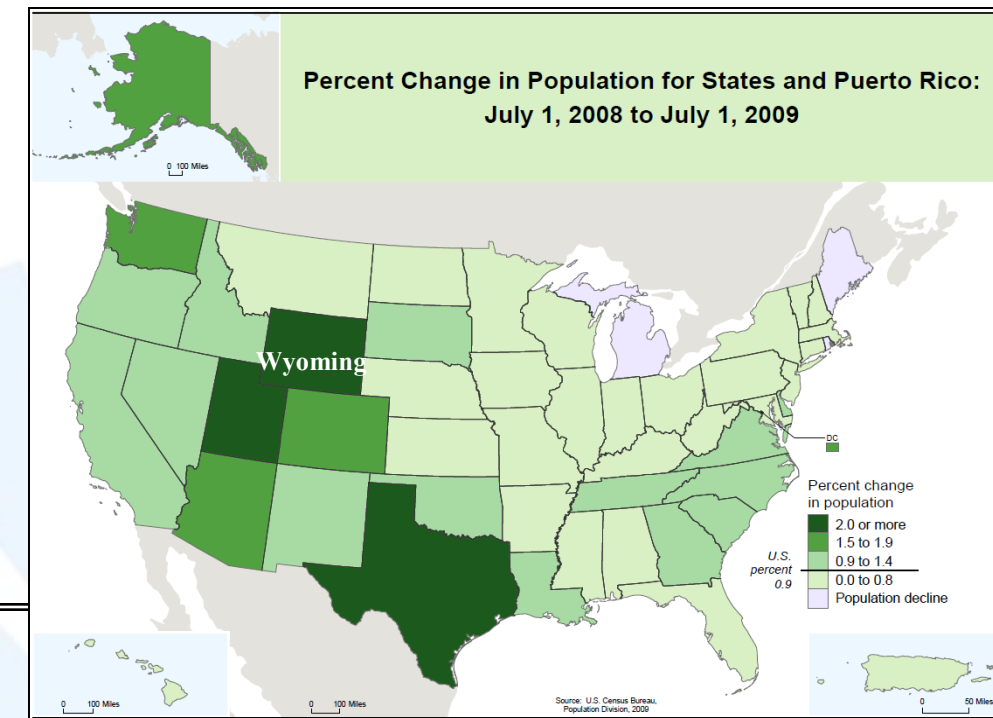 Percent Change in Population for States and Puerto Rico:
July 1, 2008 to July 1, 2009
0 100 Miles
Wyoming
DC
Percent change
in population
2.0 or more
1.5 to 1.9
0.9 to 1.4
0.0 to 0.8
Population decline
U.S.
percent
0.9
0 100 Miles
0 100 Miles
Source: U.S. Census Bureau,
Population Division, 2009
0 50 Miles